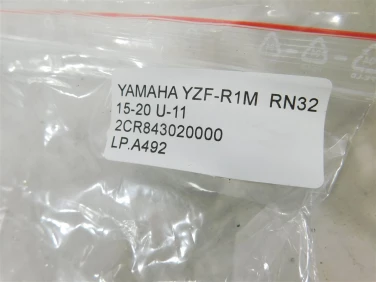 YAMAHA YZF-R1M RN32
15-20 U-11
2CR843020000
LP.A492